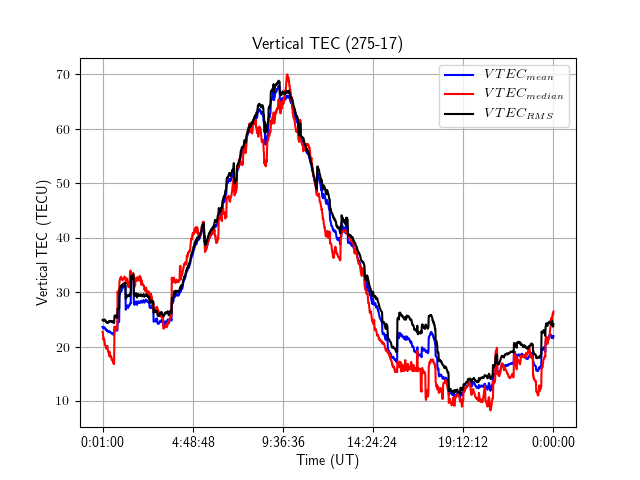 Vertical TEC (275-17)
VTEC_mean
VTEC_median
VTEC_RMS
Vertical TEC (TECU)
70
60
50
40
30
20
10
0:01:00 4:48:48 9:36:36 14:24:24 19:12:12 0:00:00
Time (UT)